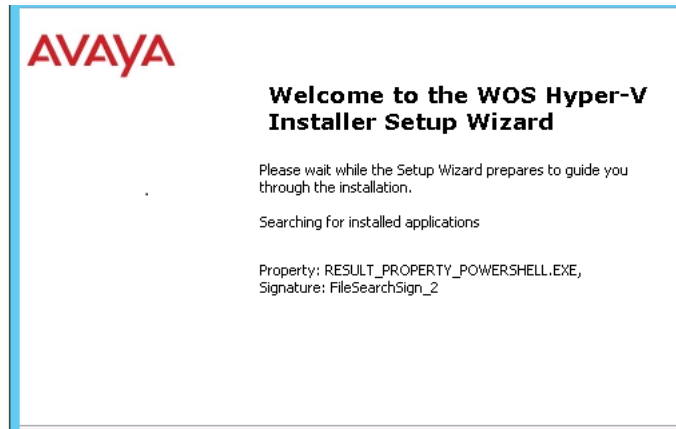 AVAYA
Welcome to the WOS Hyper-V
Installer Setup Wizard
Please wait while the Setup Wizard prepares to guide you
through the installation.
Searching for installed applications
Property: RESULT_PROPERTY_POWERSHELL.EXE,
Signature: FileSearchSign_2